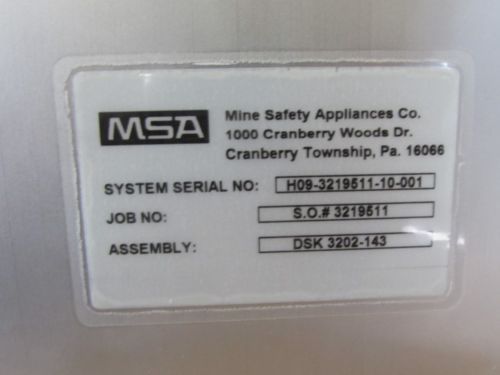 MSA
Mine Safety Appliances Co.
1000 Cranberry Woods Dr.
Cranberry Township, Pa. 16066
SYSTEM SERIAL NO: H09-3219511-10-001
JOB NO: S.O.# 3219511
ASSEMBLY: DSK 3202-143